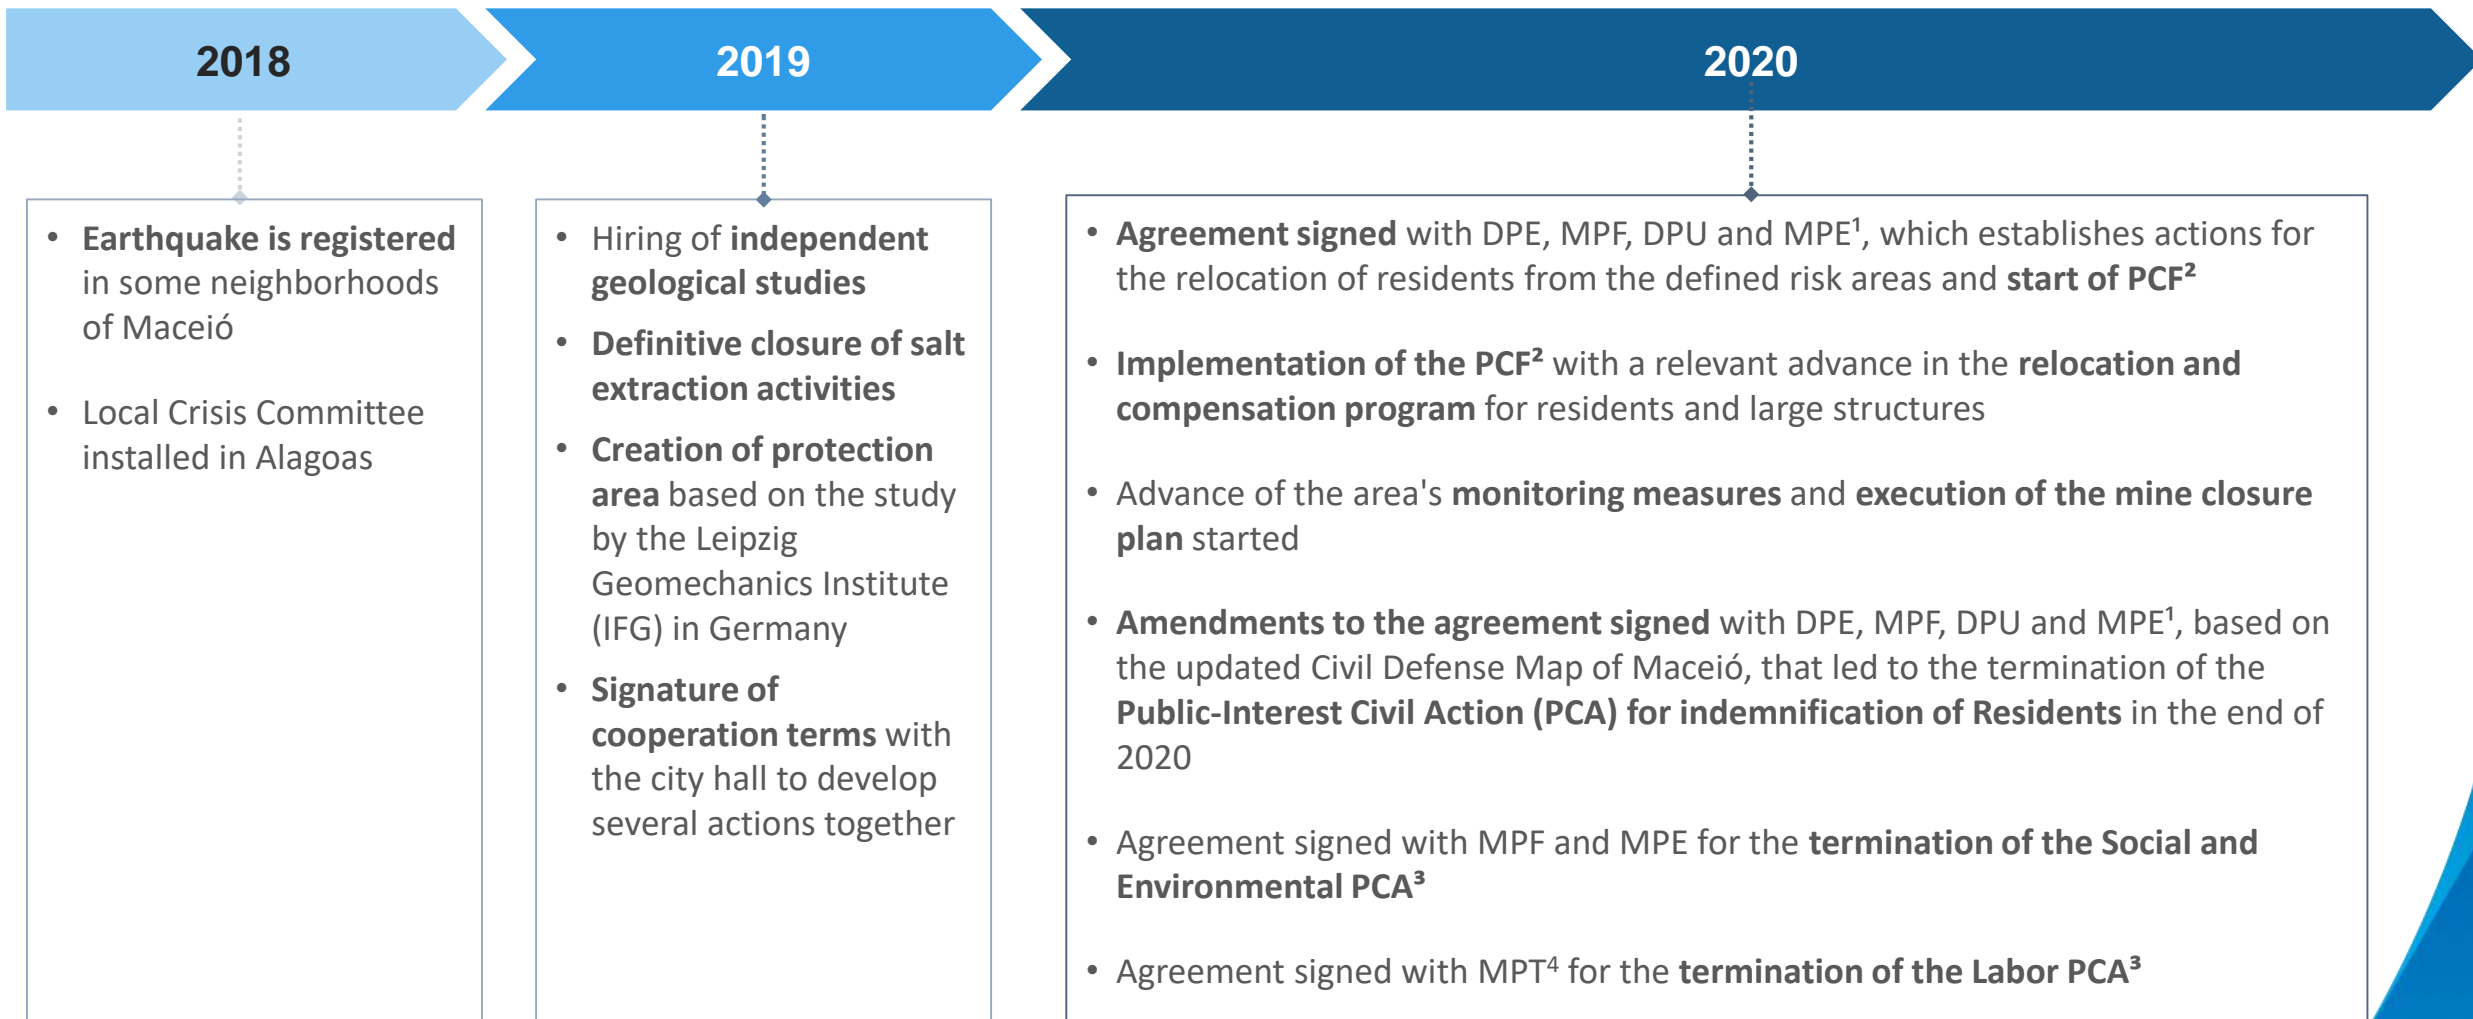 2018
2019
2020
• Earthquake is registered
in some neighborhoods
of Maceió
• Local Crisis Committee
installed in Alagoas
• Hiring of independent
geological studies
• Definitive closure of salt
extraction activities
• Creation of protection
area based on the study
by the Leipzig
Geomechanics Institute
(IFG) in Germany
• Signature of
cooperation terms with
the city hall to develop
several actions together
• Agreement signed with DPE, MPF, DPU and MPE¹, which establishes actions for
the relocation of residents from the defined risk areas and start of PCF²
• Implementation of the PCF² with a relevant advance in the relocation and
compensation program for residents and large structures
• Advance of the area's monitoring measures and execution of the mine closure
plan started
• Amendments to the agreement signed with DPE, MPF, DPU and MPE¹, based on
the updated Civil Defense Map of Maceió, that led to the termination of the
Public-Interest Civil Action (PCA) for indemnification of Residents in the end of
2020
• Agreement signed with MPF and MPE for the termination of the Social and
Environmental PCA³
• Agreement signed with MPT⁴ for the termination of the Labor PCA³